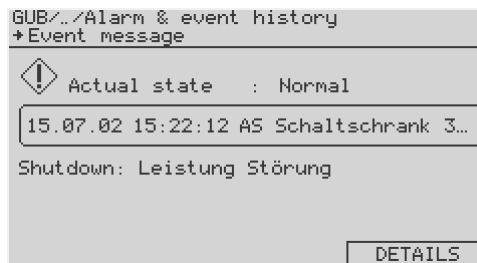 GUB/../Alarm & event history
→Event message
Actual state : Normal
15.07.02 15:22:12 AS Schaltschrank 3…
Shutdown: Leistung Störung
DETAILS